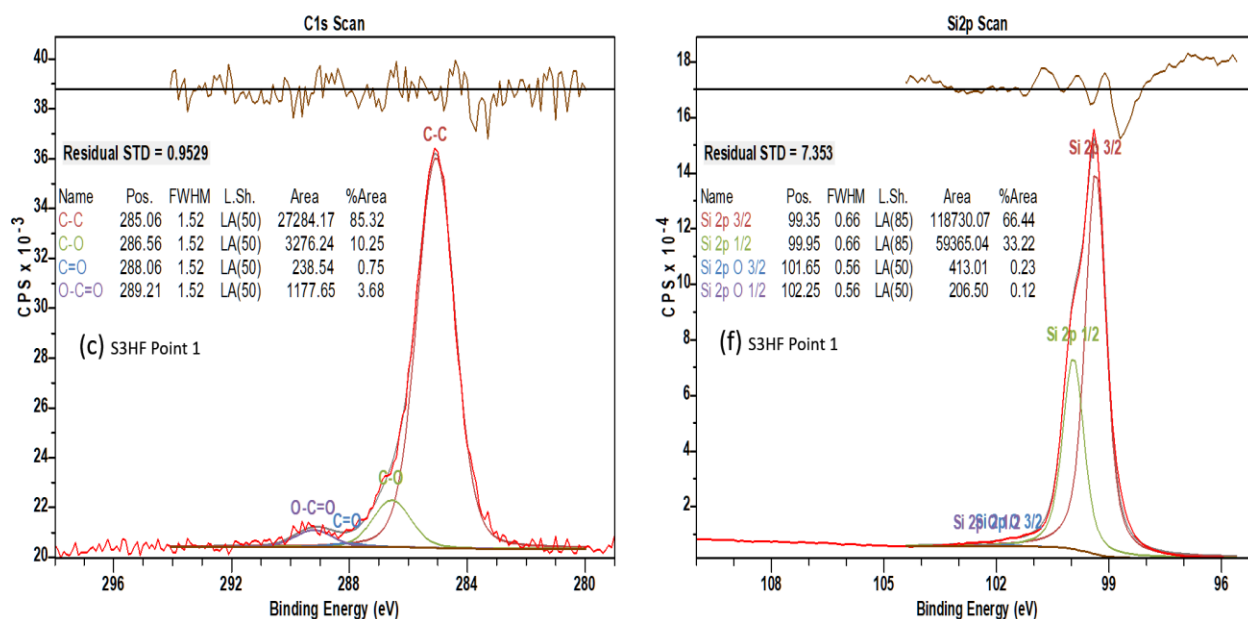 C1s Scan
40
38
36
34
32
30
28
26
24
22
20
CPS x 10⁻³
C-C
Residual STD = 0.9529
Name Pos. FWHM L.Sh. Area %Area
C-C 285.06 1.52 LA(50) 27284.17 85.32
C-O 286.56 1.52 LA(50) 3276.24 10.25
C=O 288.06 1.52 LA(50) 238.54 0.75
O-C=O 289.21 1.52 LA(50) 1177.65 3.68
(c) S3HF Point 1
C-O
O-C=O
C=O
296 292 288 284 280
Binding Energy (eV)
Si2p Scan
18
16
14
12
10
8
6
4
2
CPS x 10⁻⁴
Si 2p 3/2
Residual STD = 7.353
Name Pos. FWHM L.Sh. Area %Area
Si 2p 3/2 99.35 0.66 LA(85) 118730.07 66.44
Si 2p 1/2 99.95 0.66 LA(85) 59365.04 33.22
Si 2p O 3/2 101.65 0.56 LA(50) 413.01 0.23
Si 2p O 1/2 102.25 0.56 LA(50) 206.50 0.12
(f) S3HF Point 1
Si 2p 1/2
108 105 102 99 96
Binding Energy (eV)